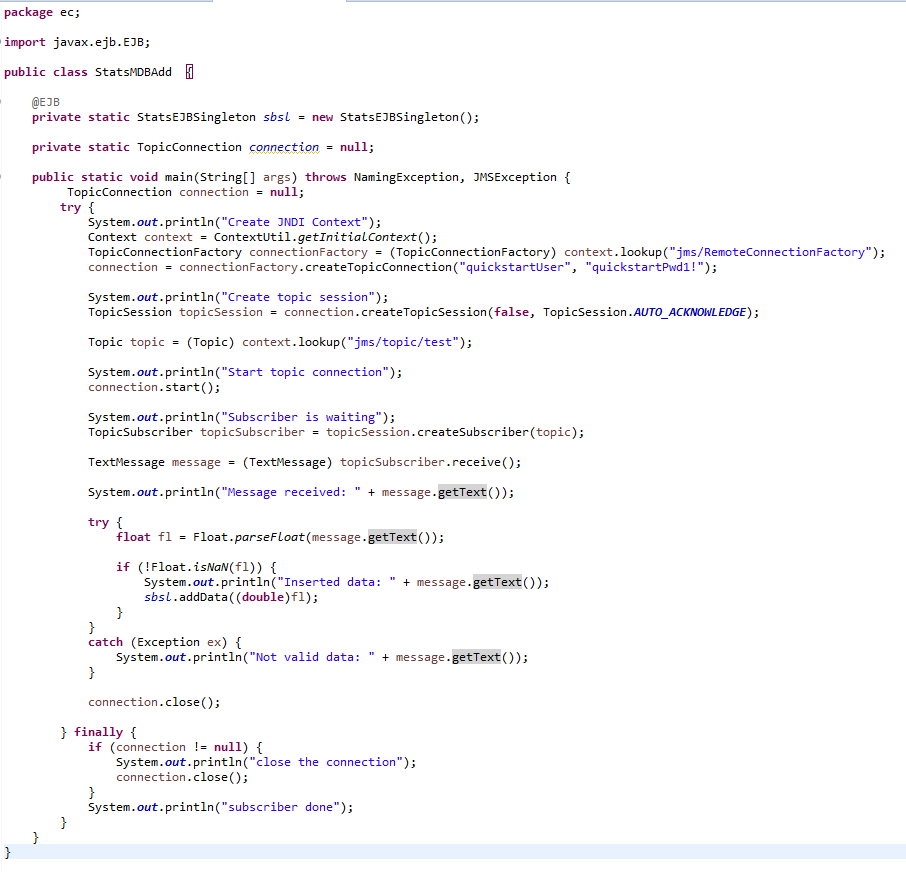 package ec;
import javax.ejb.EJB;
public class StatsMDBAdd {
@EJB
private static StatsEJBSingleton sbsl = new StatsEJBSingleton();
private static TopicConnection connection = null;
public static void main(String[] args) throws NamingException, JMSException {
TopicConnection connection = null;
try {
System.out.println("Create JNDI Context");
Context context = ContextUtil.getInitialContext();
TopicConnectionFactory connectionFactory = (TopicConnectionFactory) context.lookup("jms/RemoteConnectionFactory");
connection = connectionFactory.createTopicConnection("quickstartUser", "quickstartPwd1!");
System.out.println("Create topic session");
TopicSession topicSession = connection.createTopicSession(false, TopicSession.AUTO_ACKNOWLEDGE);
Topic topic = (Topic) context.lookup("jms/topic/test");
System.out.println("Start topic connection");
connection.start();
System.out.println("Subscriber is waiting");
TopicSubscriber topicSubscriber = topicSession.createSubscriber(topic);
TextMessage message = (TextMessage) topicSubscriber.receive();
System.out.println("Message received: " + message.getText());
try {
float fl = Float.parseFloat(message.getText());
if (!Float.isNaN(fl)) {
System.out.println("Inserted data: " + message.getText());
sbsl.addData((double)fl);
}
}
catch (Exception ex) {
System.out.println("Not valid data: " + message.getText());
}
connection.close();
} finally {
if (connection != null) {
System.out.println("close the connection");
connection.close();
}
System.out.println("subscriber done");
}
}
}